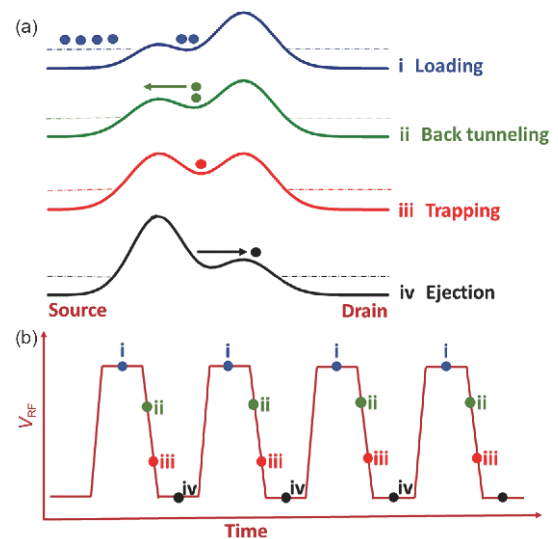 (a)
i Loading
ii Back tunneling
iii Trapping
iv Ejection
Source Drain
(b)
i i i i
ii ii ii ii
iii iii iii iii
iv iv iv
V_RF
Time